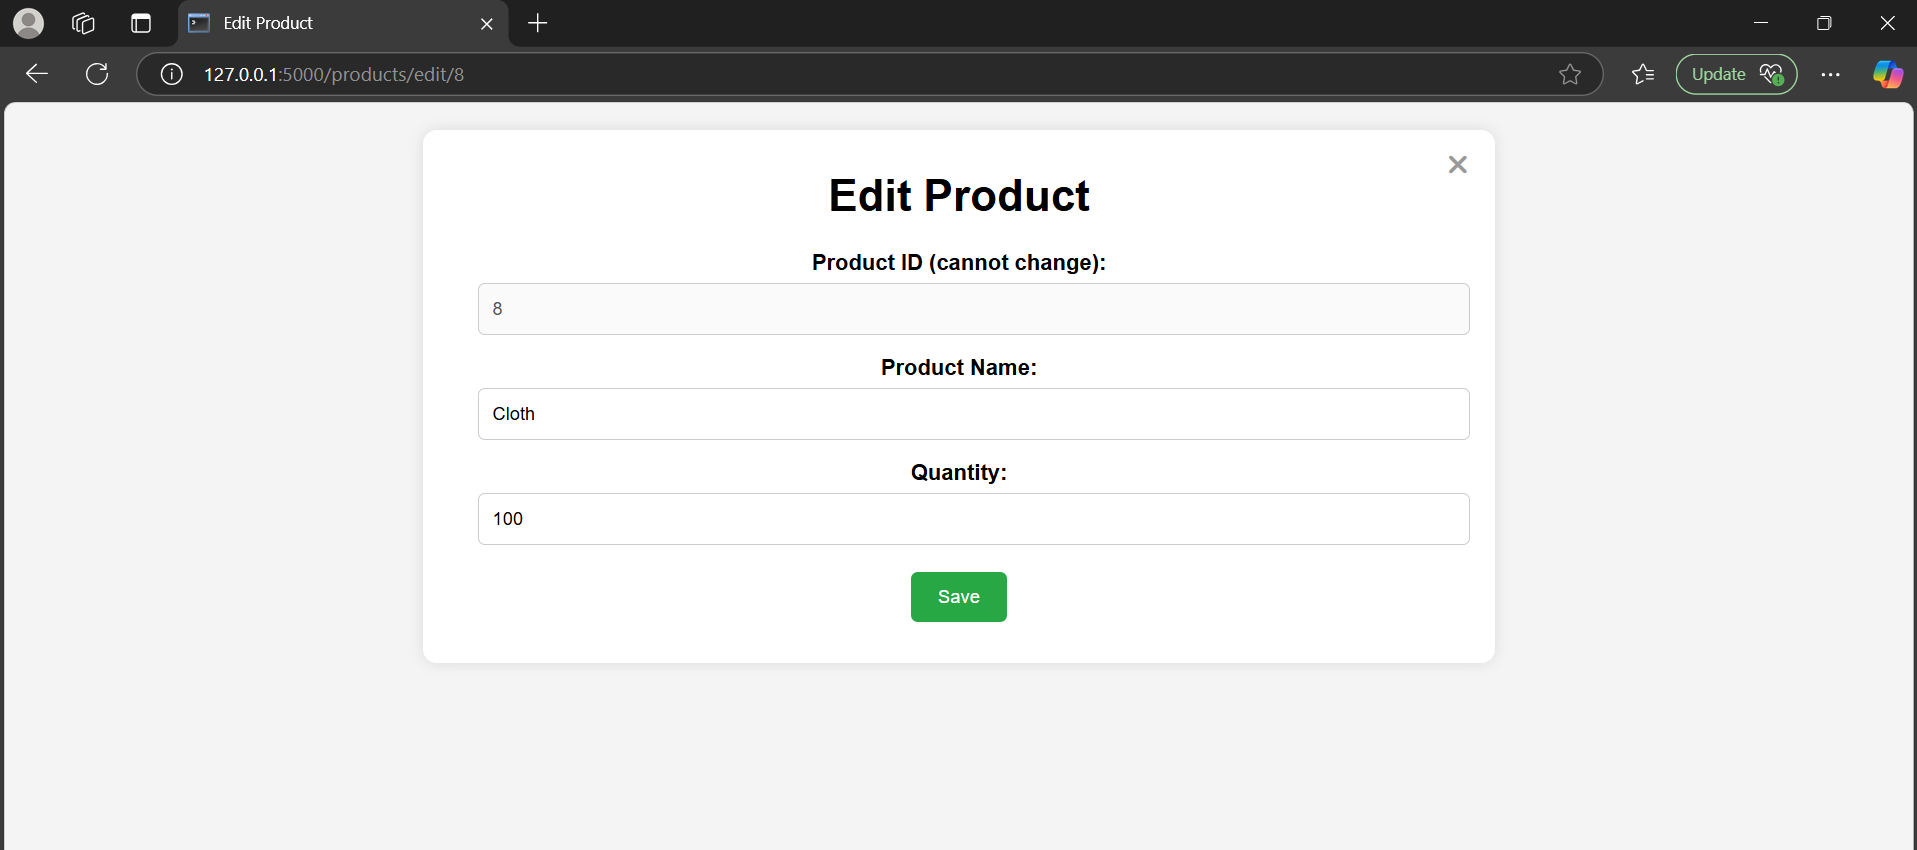 Edit Product
127.0.0.1:5000/products/edit/8
Update
Edit Product
Product ID (cannot change):
8
Product Name:
Cloth
Quantity:
100
Save